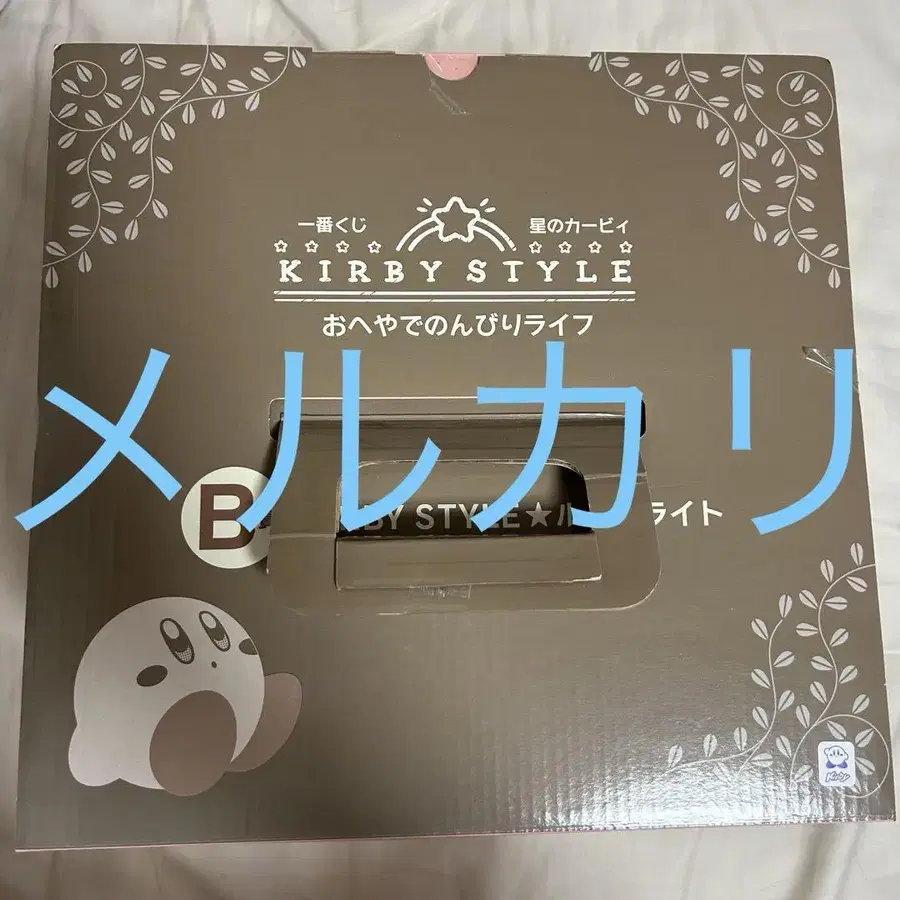 一番くじ 星のカービィ
KIRBY STYLE
おへやでのんびりライフ
メルカリ
B BY STYLE★ル ライト
Kirby